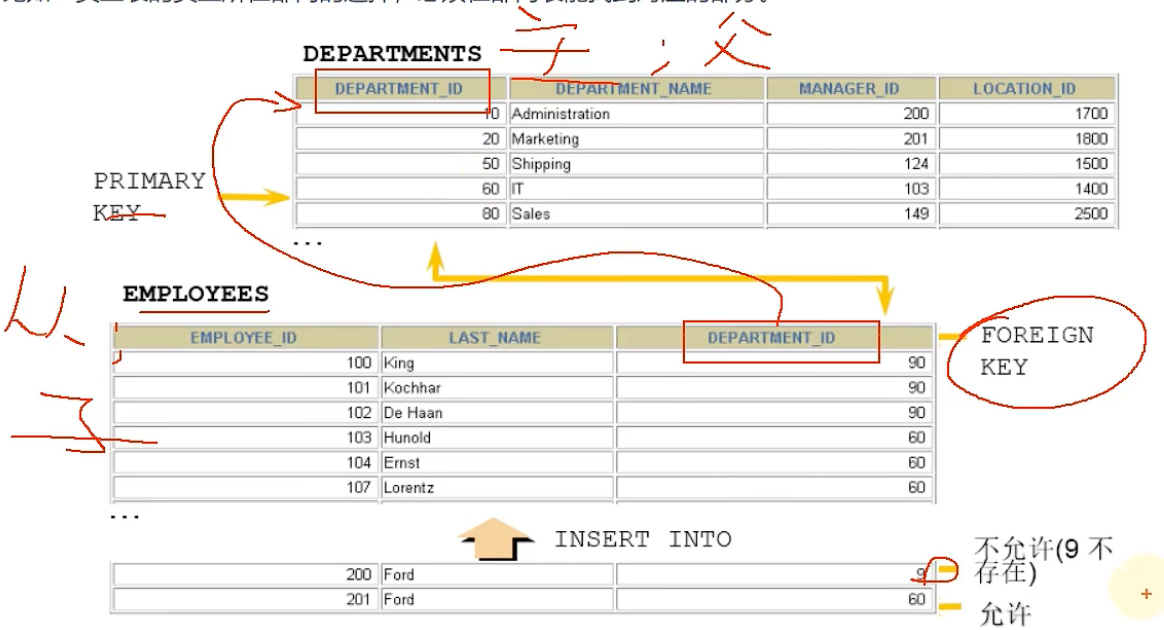 DEPARTMENTS
字；父
DEPARTMENT_ID DEPARTMENT_NAME MANAGER_ID LOCATION_ID
10 Administration 200 1700
20 Marketing 201 1800
50 Shipping 124 1500
60 IT 103 1400
80 Sales 149 2500
PRIMARY
KEY
...
EMPLOYEES
EMPLOYEE_ID LAST_NAME DEPARTMENT_ID
100 King 90
101 Kochhar 90
102 De Haan 90
103 Hunold 60
104 Ernst 60
107 Lorentz 60
FOREIGN
KEY
...
INSERT INTO
200 Ford 9
201 Ford 60
不允许(9 不
存在)
允许